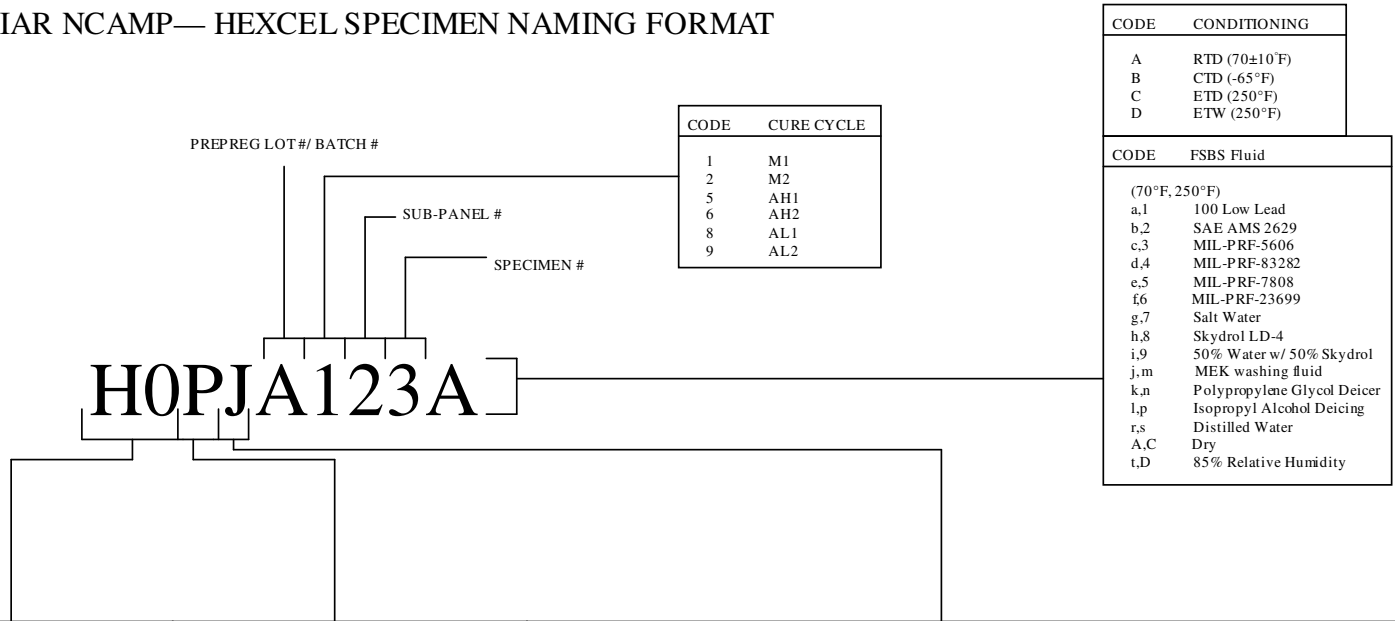 IAR NCAMP— HEXCEL SPECIMEN NAMING FORMAT
CODE CONDITIONING
A RTD (70±10°F)
B CTD (-65°F)
C ETD (250°F)
D ETW (250°F)
CODE CURE CYCLE
1 M1
2 M2
5 AH1
6 AH2
8 AL1
9 AL2
PREPREG LOT #/ BATCH #
SUB-PANEL #
SPECIMEN #
CODE FSBS Fluid
(70°F, 250°F)
a,1 100 Low Lead
b,2 SAE AMS 2629
c,3 MIL-PRF-5606
d,4 MIL-PRF-83282
e,5 MIL-PRF-7808
f,6 MIL-PRF-23699
g,7 Salt Water
h,8 Skydrol LD-4
i,9 50% Water w/ 50% Skydrol
j,m MEK washing fluid
k,n Polypropylene Glycol Deicer
l,p Isopropyl Alcohol Deicing
r,s Distilled Water
A,C Dry
t,D 85% Relative Humidity
H0PJA123A